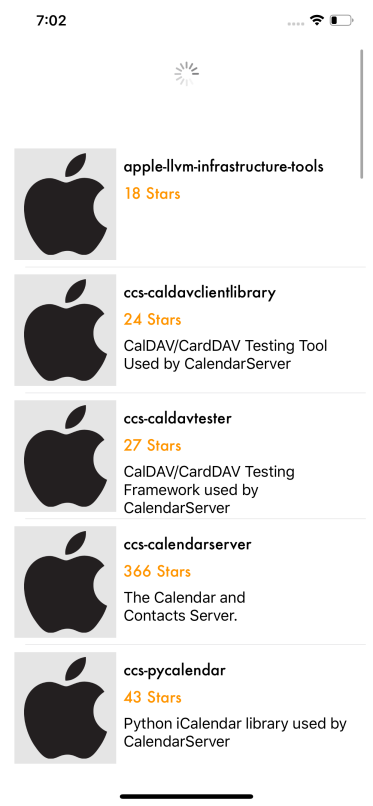 7:02
apple-llvm-infrastructure-tools
18 Stars
ccs-caldavclientlibrary
24 Stars
CalDAV/CardDAV Testing Tool
Used by CalendarServer
ccs-caldavtester
27 Stars
CalDAV/CardDAV Testing
Framework used by
CalendarServer
ccs-calendarserver
366 Stars
The Calendar and
Contacts Server.
ccs-pycalendar
43 Stars
Python iCalendar library used by
CalendarServer